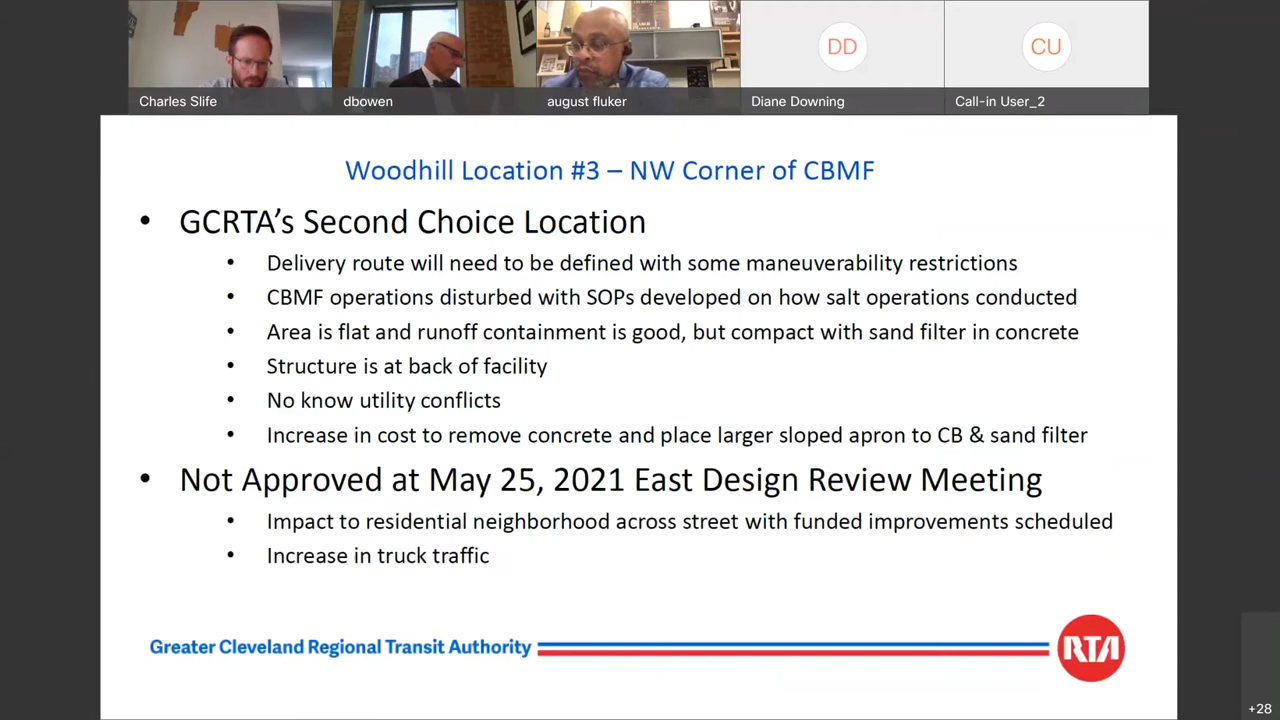 Charles Slife
dbowen
august fluker
DD
Diane Downing
CU
Call-in User_2
Woodhill Location #3 – NW Corner of CBMF
• GCRTA's Second Choice Location
• Delivery route will need to be defined with some maneuverability restrictions
• CBMF operations disturbed with SOPs developed on how salt operations conducted
• Area is flat and runoff containment is good, but compact with sand filter in concrete
• Structure is at back of facility
• No know utility conflicts
• Increase in cost to remove concrete and place larger sloped apron to CB & sand filter
• Not Approved at May 25, 2021 East Design Review Meeting
• Impact to residential neighborhood across street with funded improvements scheduled
• Increase in truck traffic
Greater Cleveland Regional Transit Authority
RTA
+28